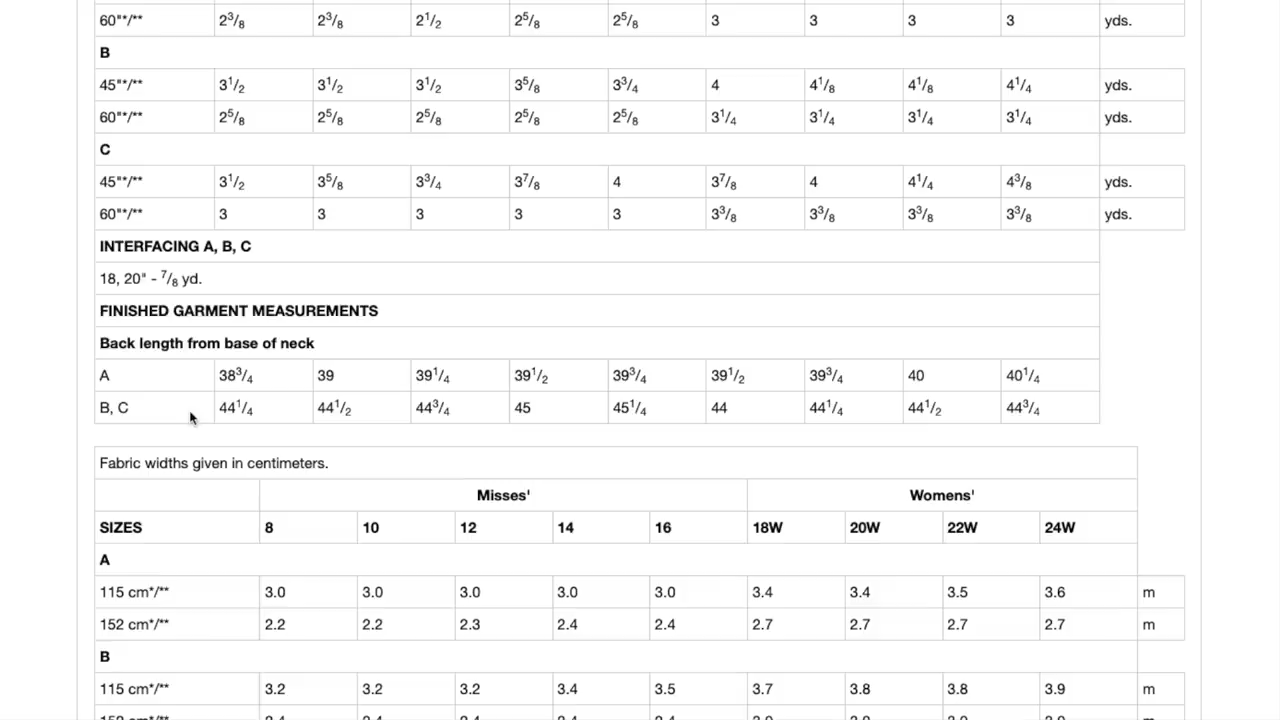 60"*/** 2 3/8 2 3/8 2 1/2 2 5/8 2 5/8 3 3 3 3 yds.
B
45"*/** 3 1/2 3 1/2 3 1/2 3 5/8 3 3/4 4 4 1/8 4 1/8 4 1/4 yds.
60"*/** 2 5/8 2 5/8 2 5/8 2 5/8 2 5/8 3 1/4 3 1/4 3 1/4 3 1/4 yds.
C
45"*/** 3 1/2 3 5/8 3 3/4 3 7/8 4 3 7/8 4 4 1/4 4 3/8 yds.
60"*/** 3 3 3 3 3 3 3/8 3 3/8 3 3/8 3 3/8 yds.
INTERFACING A, B, C
18, 20" - 7/8 yd.
FINISHED GARMENT MEASUREMENTS
Back length from base of neck
A 38 3/4 39 39 1/4 39 1/2 39 3/4 39 1/2 39 3/4 40 40 1/4
B, C 44 1/4 44 1/2 44 3/4 45 45 1/4 44 44 1/4 44 1/2 44 3/4
Fabric widths given in centimeters.
Misses' Womens'
SIZES 8 10 12 14 16 18W 20W 22W 24W
A
115 cm*/** 3.0 3.0 3.0 3.0 3.0 3.4 3.4 3.5 3.6 m
152 cm*/** 2.2 2.2 2.3 2.4 2.4 2.7 2.7 2.7 2.7 m
B
115 cm*/** 3.2 3.2 3.2 3.4 3.5 3.7 3.8 3.8 3.9 m